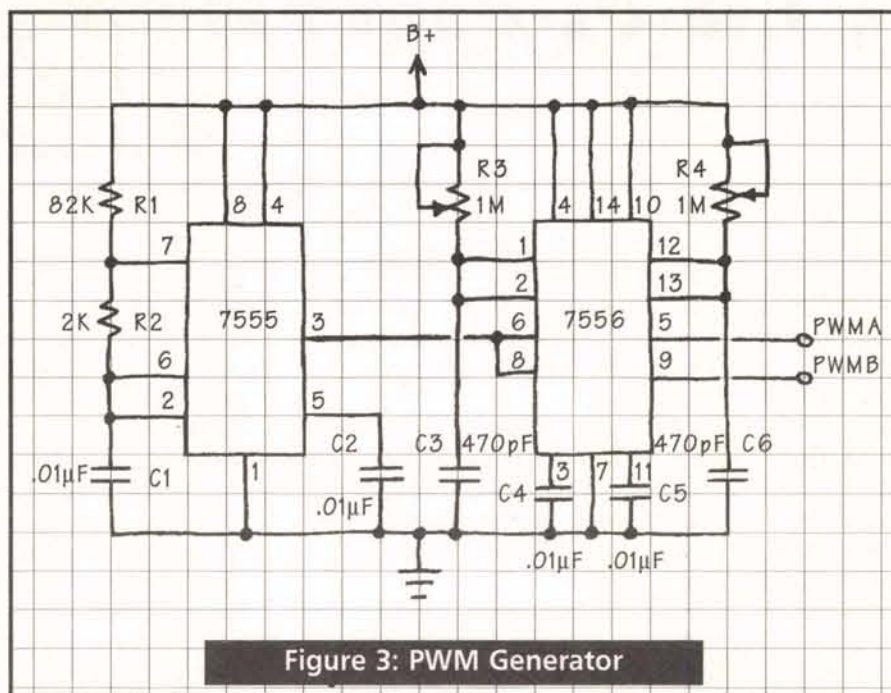 B+
82K R1
8 4
R3
1M
4 14 10
R4
1M
7
1 12
2K R2
2 13
7555
3
6 7556 5
PWMA
6
8 9
PWMB
2 5
C2
C3
470pF
470pF
C6
.01µF C1
1
.01µF
C4
3 7 11
C5
.01µF .01µF
Figure 3: PWM Generator